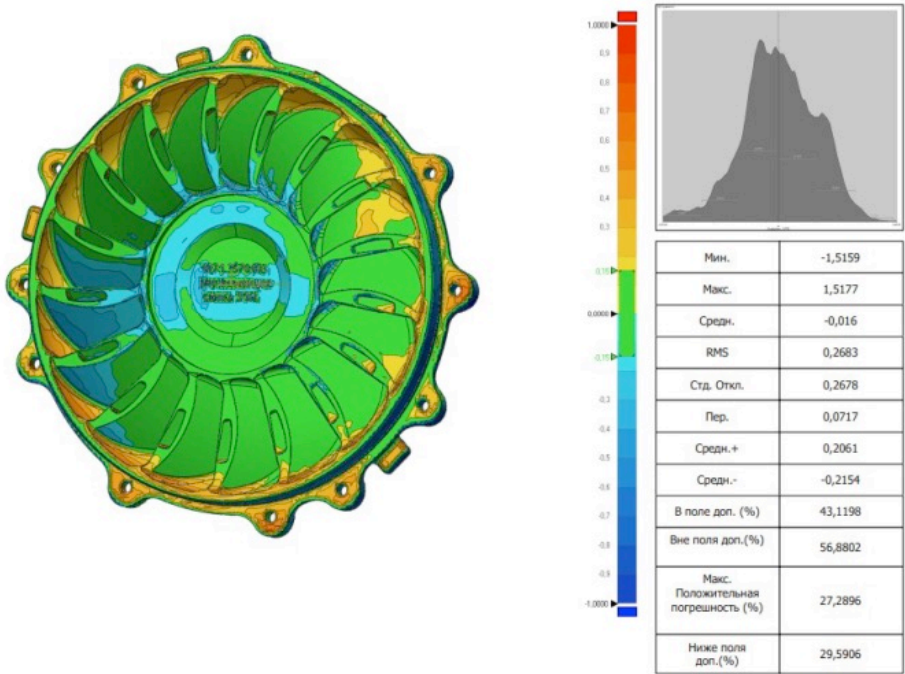 1,0000
0,9
0,8
0,7
0,6
0,5
0,4
0,3
0,15
0,0000
-0,15
-0,3
-0,4
-0,5
-0,6
-0,7
-0,8
-0,9
-1,0000
Мин. -1,5159
Макс. 1,5177
Средн. -0,016
RMS 0,2683
Стд. Откл. 0,2678
Пер. 0,0717
Средн.+ 0,2061
Средн.- -0,2154
В поле доп. (%) 43,1198
Вне поля доп.(%) 56,8802
Макс.
Положительная
погрешность (%) 27,2896
Ниже поля
доп.(%) 29,5906